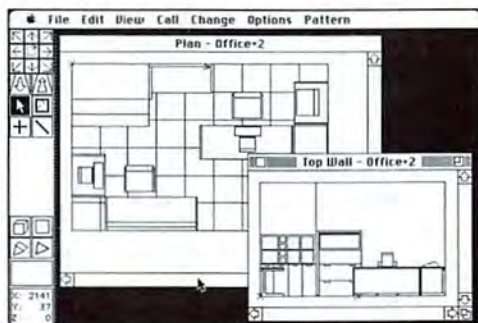 File Edit View Call Change Options Pattern
Plan - Office*2
Top Wall - Office*2
X: 2141
Y: 37
Z: 0